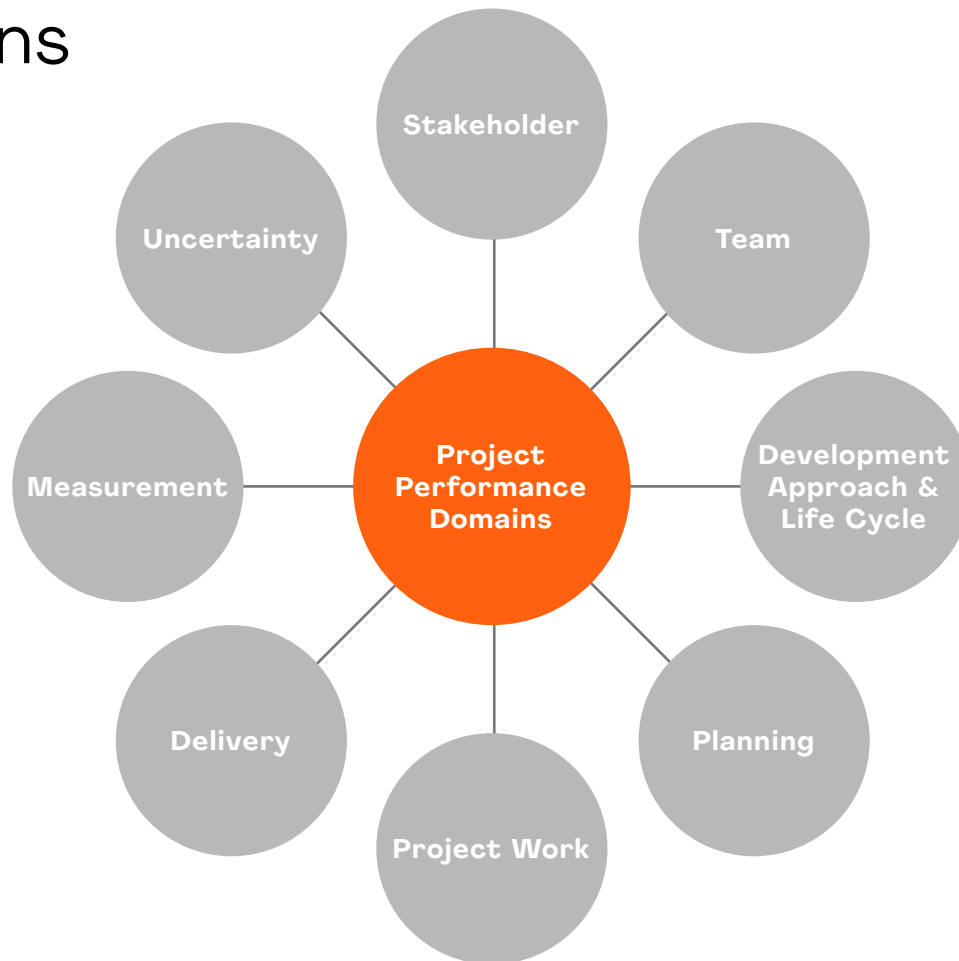 ns
Stakeholder
Uncertainty
Team
Project
Performance
Domains
Development
Approach &
Life Cycle
Measurement
Delivery
Planning
Project Work